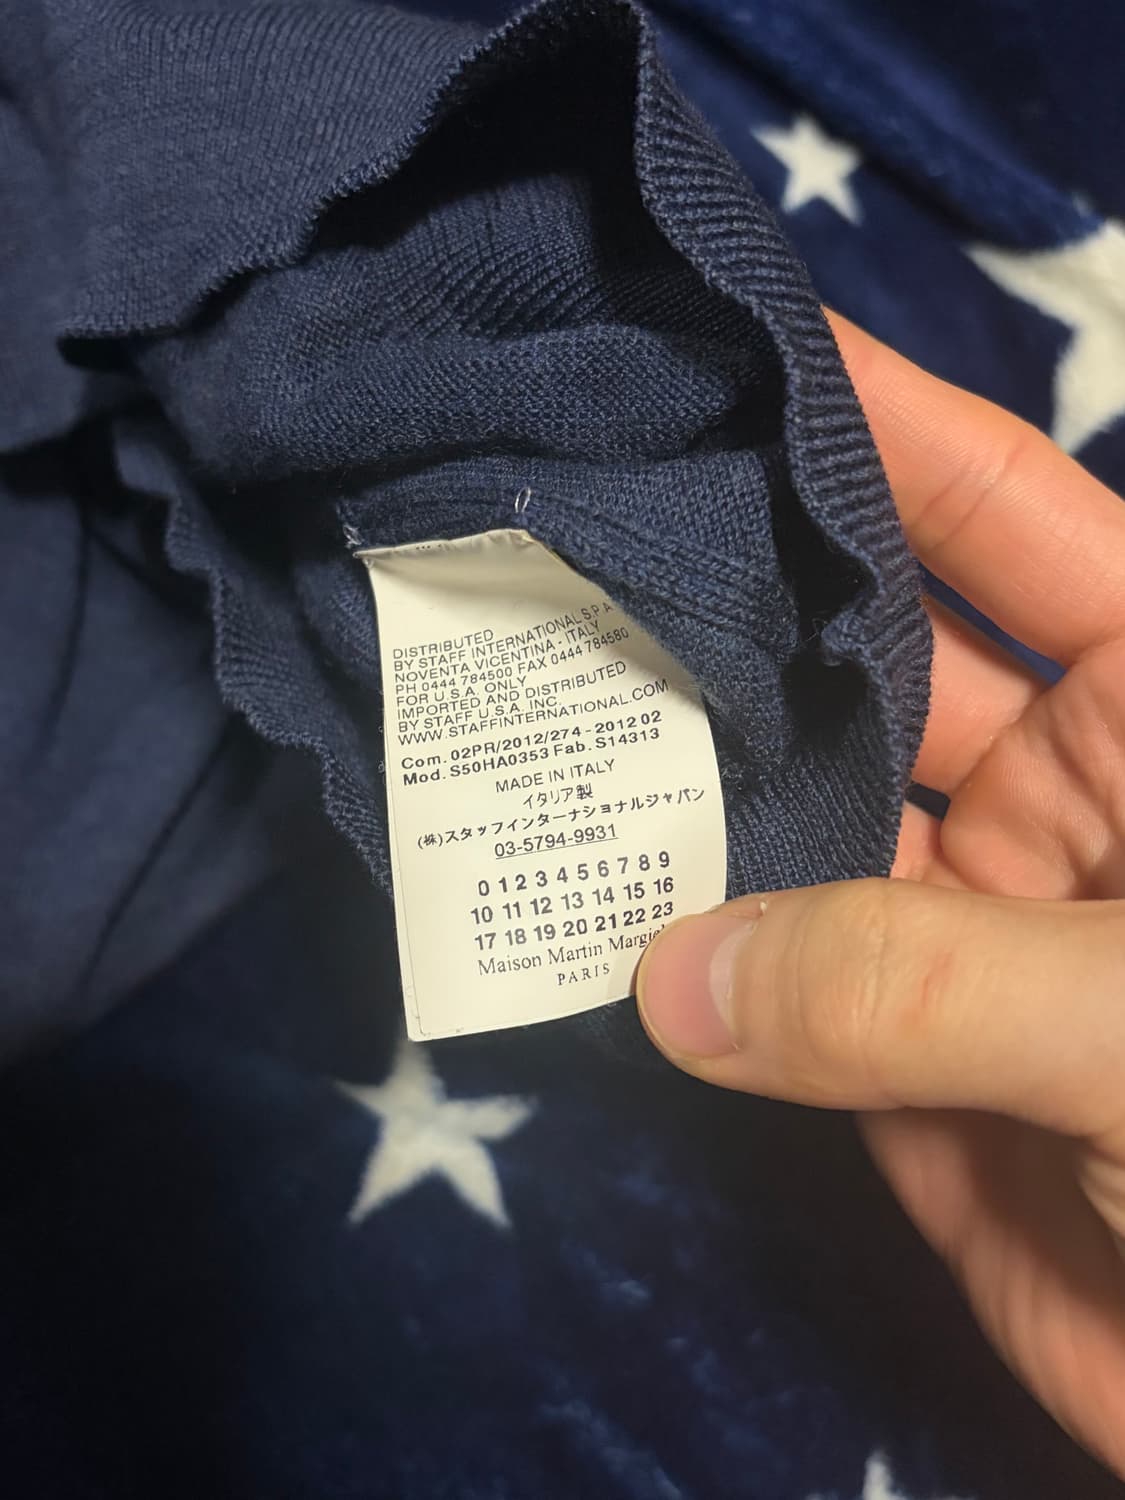 DISTRIBUTED
BY STAFF INTERNATIONAL S.P.A
NOVENTA VICENTINA - ITALY
PH 0444 784500 FAX 0444 784580
FOR U.S.A. ONLY
IMPORTED AND DISTRIBUTED
BY STAFF U.S.A. INC.
WWW.STAFFINTERNATIONAL.COM
Com. 02PR/2012/274 - 2012 02
Mod. S50HA0353 Fab. S14313
MADE IN ITALY
イタリア製
(株)スタッフインターナショナルジャパン
03-5794-9931
0 1 2 3 4 5 6 7 8 9
10 11 12 13 14 15 16
17 18 19 20 21 22 23
Maison Martin
PARIS